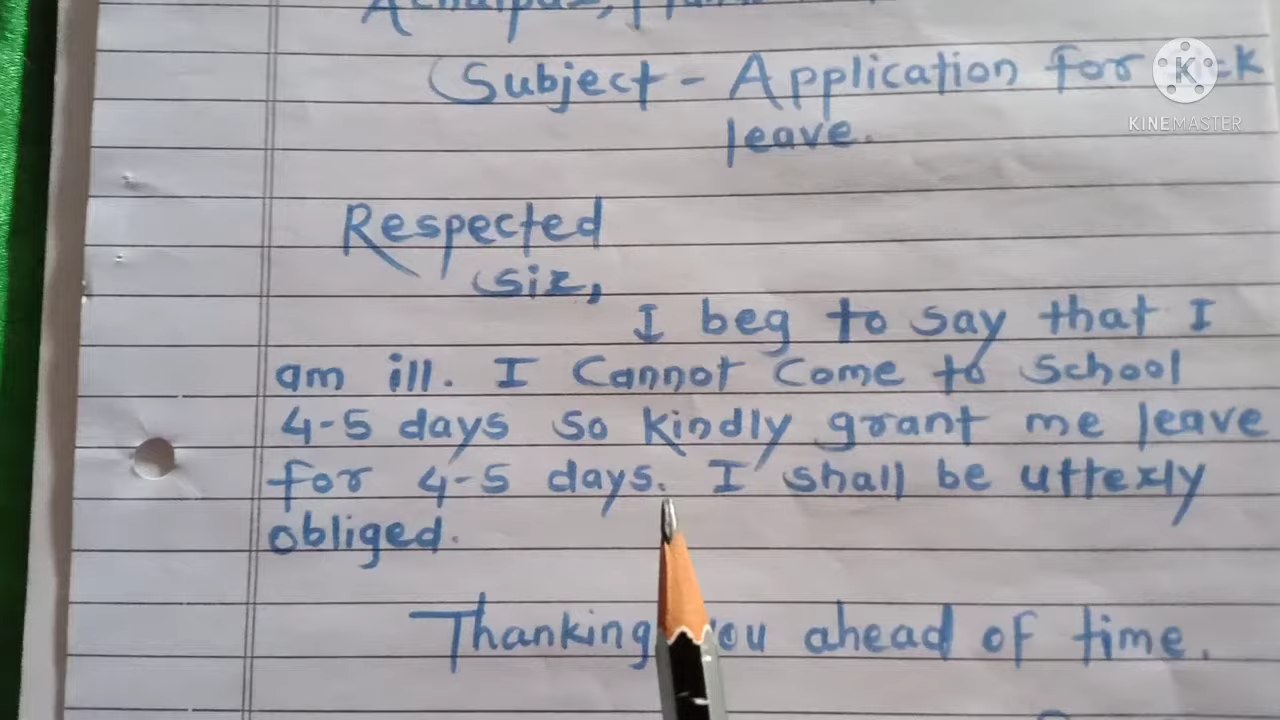 Subject - Application for
leave.
Respected
sir,
I beg to say that I
am ill. I Cannot Come to School
4-5 days so kindly grant me leave
for 4-5 days. I shall be utterly
obliged.
Thanking you ahead of time.
KINEMASTER